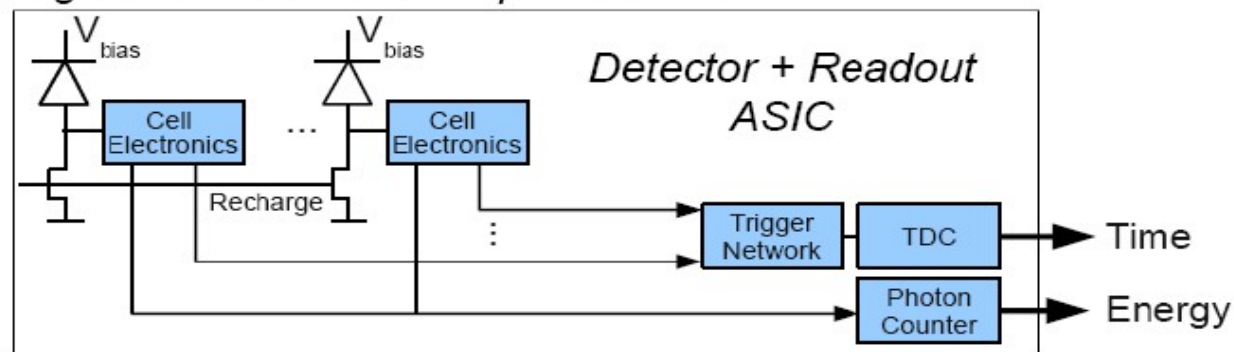 V bias
V bias
Detector + Readout
ASIC
Cell
Electronics
...
Cell
Electronics
Recharge
...
Trigger
Network
TDC
Time
Photon
Counter
Energy